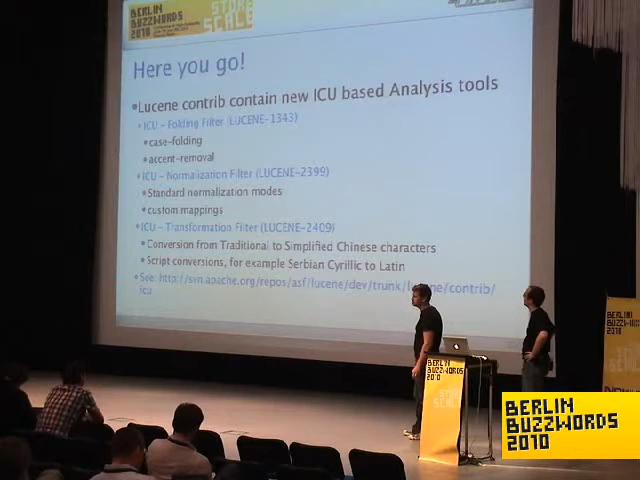 BERLIN
BUZZWORDS
2010
STORE
SCALE
Here you go!
Lucene contrib contain new ICU based Analysis tools
ICU - Folding Filter (LUCENE-1343)
case-folding
accent-removal
ICU - Normalization Filter (LUCENE-2399)
Standard normalization modes
custom mappings
ICU - Transformation Filter (LUCENE-2409)
Conversion from Traditional to Simplified Chinese characters
Script conversions, for example Serbian Cyrillic to Latin
See: http://svn.apache.org/repos/asf/lucene/dev/trunk/lucene/contrib/
icu
BERLIN
BUZZWORDS
2010
BERLIN
2010
BERLIN
BUZZWORDS
2010